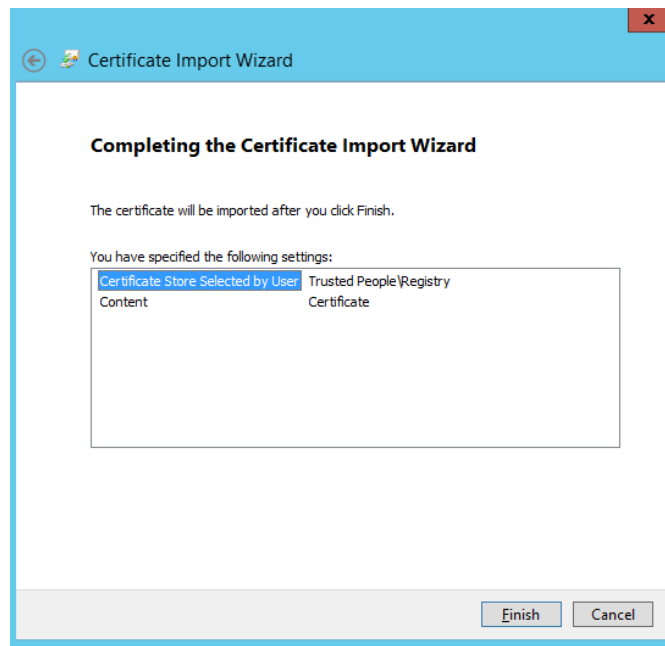 x
Certificate Import Wizard
Completing the Certificate Import Wizard
The certificate will be imported after you click Finish.
You have specified the following settings:
Certificate Store Selected by User Trusted People\Registry
Content Certificate
Finish Cancel